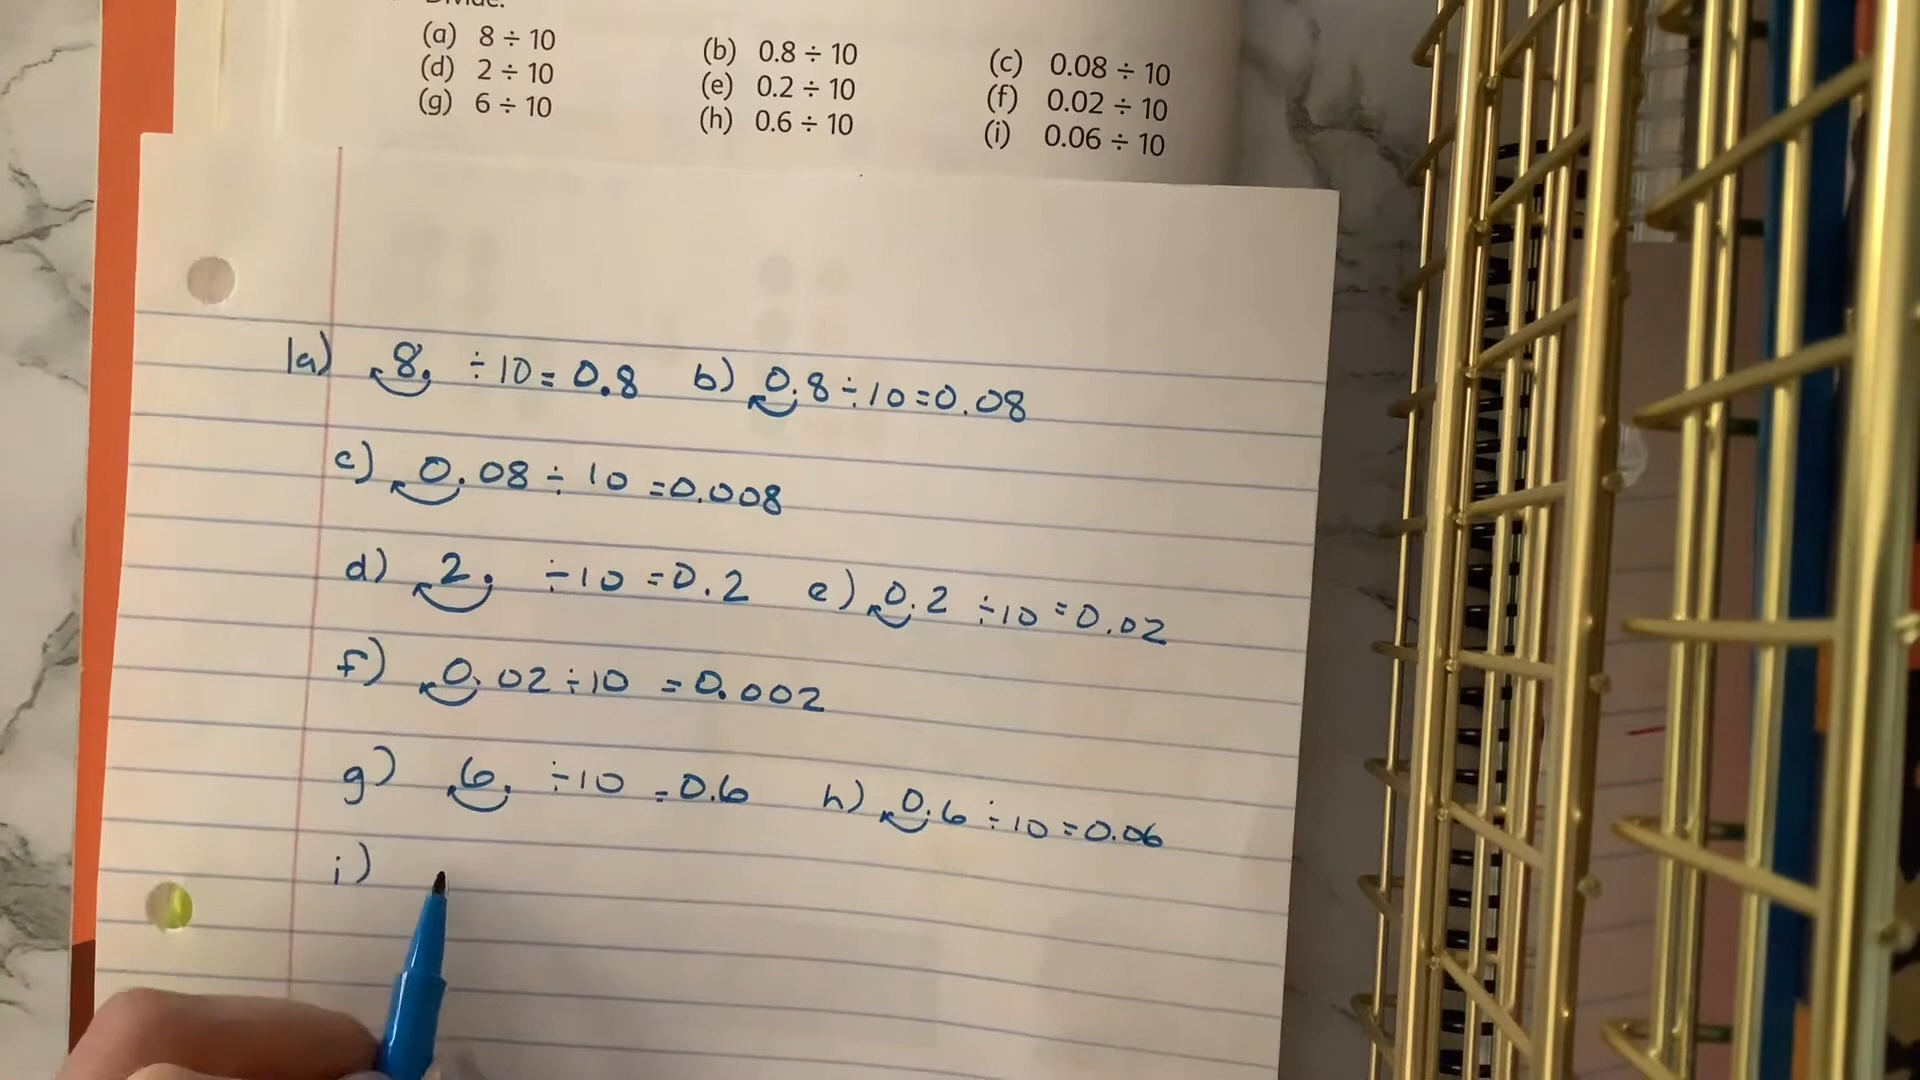 Divide.
(a) 8 ÷ 10 (b) 0.8 ÷ 10 (c) 0.08 ÷ 10
(d) 2 ÷ 10 (e) 0.2 ÷ 10 (f) 0.02 ÷ 10
(g) 6 ÷ 10 (h) 0.6 ÷ 10 (i) 0.06 ÷ 10
1a) 8. ÷ 10 = 0.8 b) 0.8 ÷ 10 = 0.08
c) 0.08 ÷ 10 = 0.008
d) 2. ÷ 10 = 0.2 e) 0.2 ÷ 10 = 0.02
f) 0.02 ÷ 10 = 0.002
g) 6. ÷ 10 = 0.6 h) 0.6 ÷ 10 = 0.06
i)